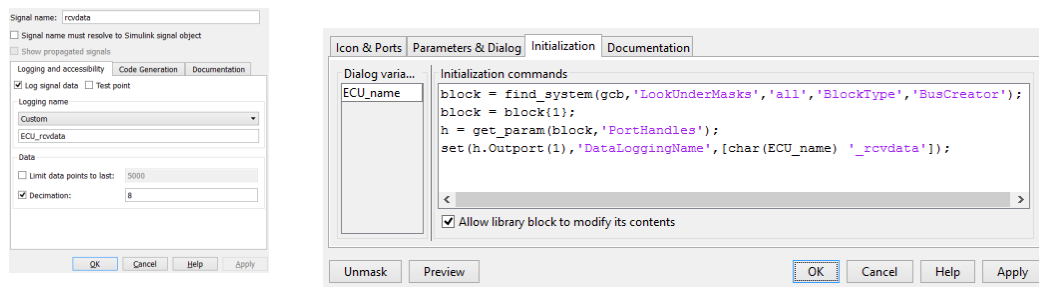 Signal name: rcvdata
Signal name must resolve to Simulink signal object
Show propagated signals
Logging and accessibility Code Generation Documentation
Log signal data Test point
Logging name
Custom
ECU_rcvdata
Data
Limit data points to last: 5000
Decimation: 8
OK Cancel Help Apply
Icon & Ports Parameters & Dialog Initialization Documentation
Dialog varia... Initialization commands
ECU_name
block = find_system(gcb,'LookUnderMasks','all','BlockType','BusCreator');
block = block{1};
h = get_param(block,'PortHandles');
set(h.Outport(1),'DataLoggingName',[char(ECU_name) '_rcvdata']);
Allow library block to modify its contents
Unmask Preview OK Cancel Help Apply